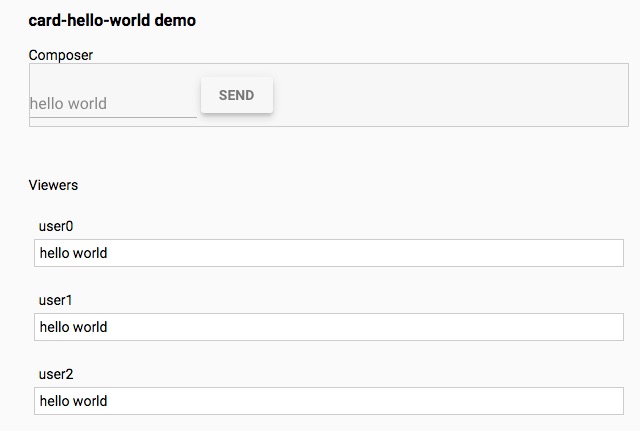 card-hello-world demo
Composer
hello world SEND
Viewers
user0
hello world
user1
hello world
user2
hello world